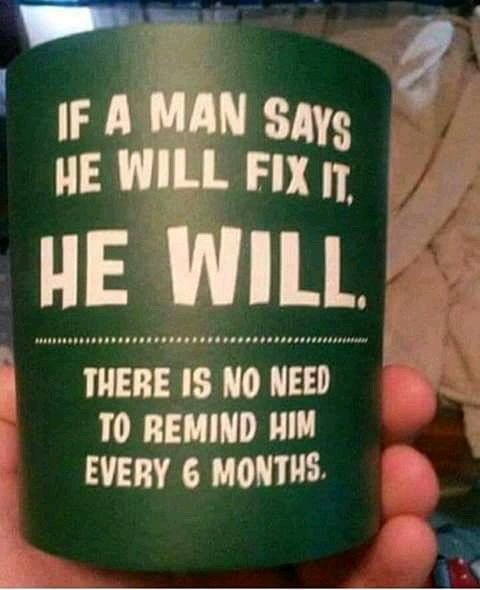 IF A MAN SAYS
HE WILL FIX IT,
HE WILL.
THERE IS NO NEED
TO REMIND HIM
EVERY 6 MONTHS.